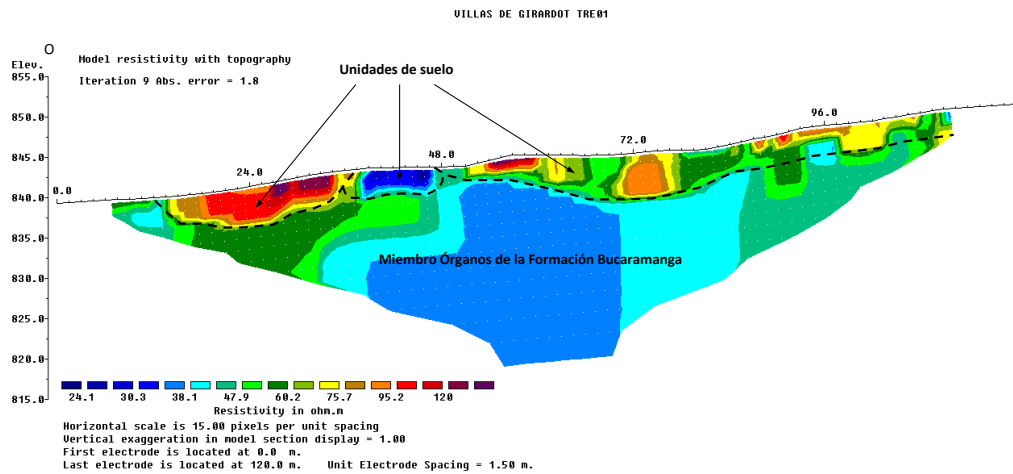 VILLAS DE GIRARDOT TRE01
O
Model resistivity with topography
Elev.
Iteration 9 Abs. error = 1.8
Unidades de suelo
855.0
850.0
845.0
840.0
835.0
830.0
825.0
820.0
815.0
0.0
24.0
48.0
72.0
96.0
Miembro Órganos de la Formación Bucaramanga
24.1 30.3 38.1 47.9 60.2 75.7 95.2 120
Resistivity in ohm.m
Horizontal scale is 15.00 pixels per unit spacing
Vertical exaggeration in model section display = 1.00
First electrode is located at 0.0 m.
Last electrode is located at 120.0 m. Unit Electrode Spacing = 1.50 m.